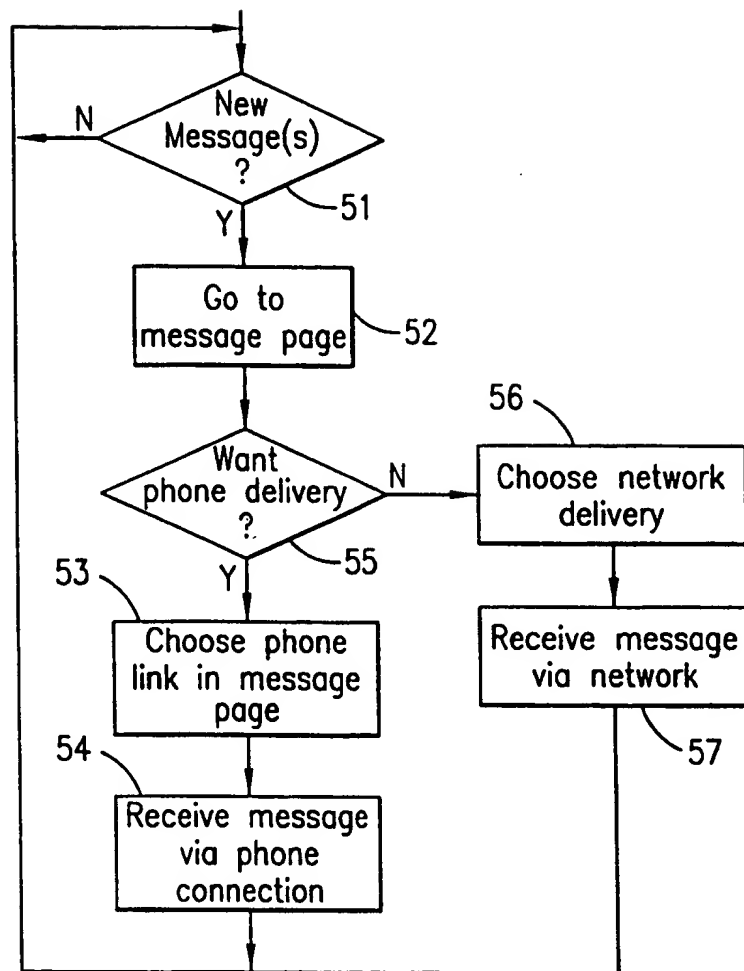 New
Message(s)
?
N
51
Y
Go to
message page
52
Want
phone delivery
?
N
55
Y
56
Choose network
delivery
53
Choose phone
link in message
page
Receive message
via network
57
54
Receive message
via phone
connection